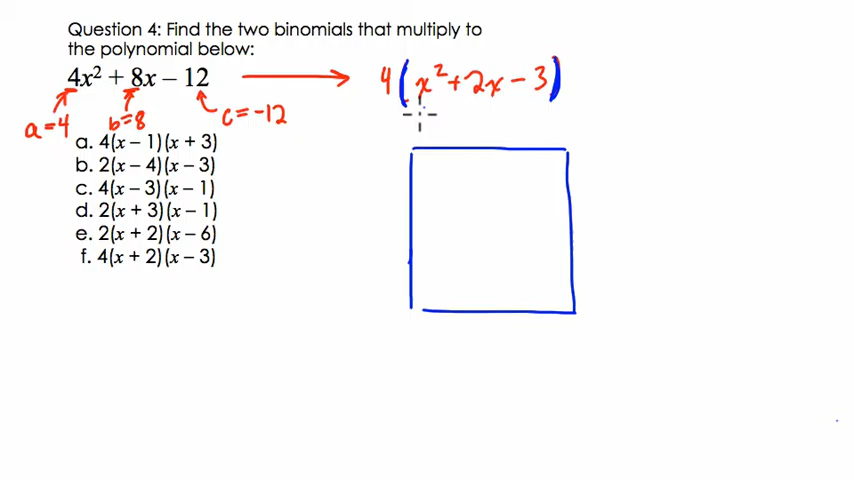 Question 4: Find the two binomials that multiply to
the polynomial below:
4x² + 8x – 12
4(x²+2x-3)
a=4
b=8
c=-12
a. 4(x – 1)(x + 3)
b. 2(x – 4)(x – 3)
c. 4(x – 3)(x – 1)
d. 2(x + 3)(x – 1)
e. 2(x + 2)(x – 6)
f. 4(x + 2)(x – 3)